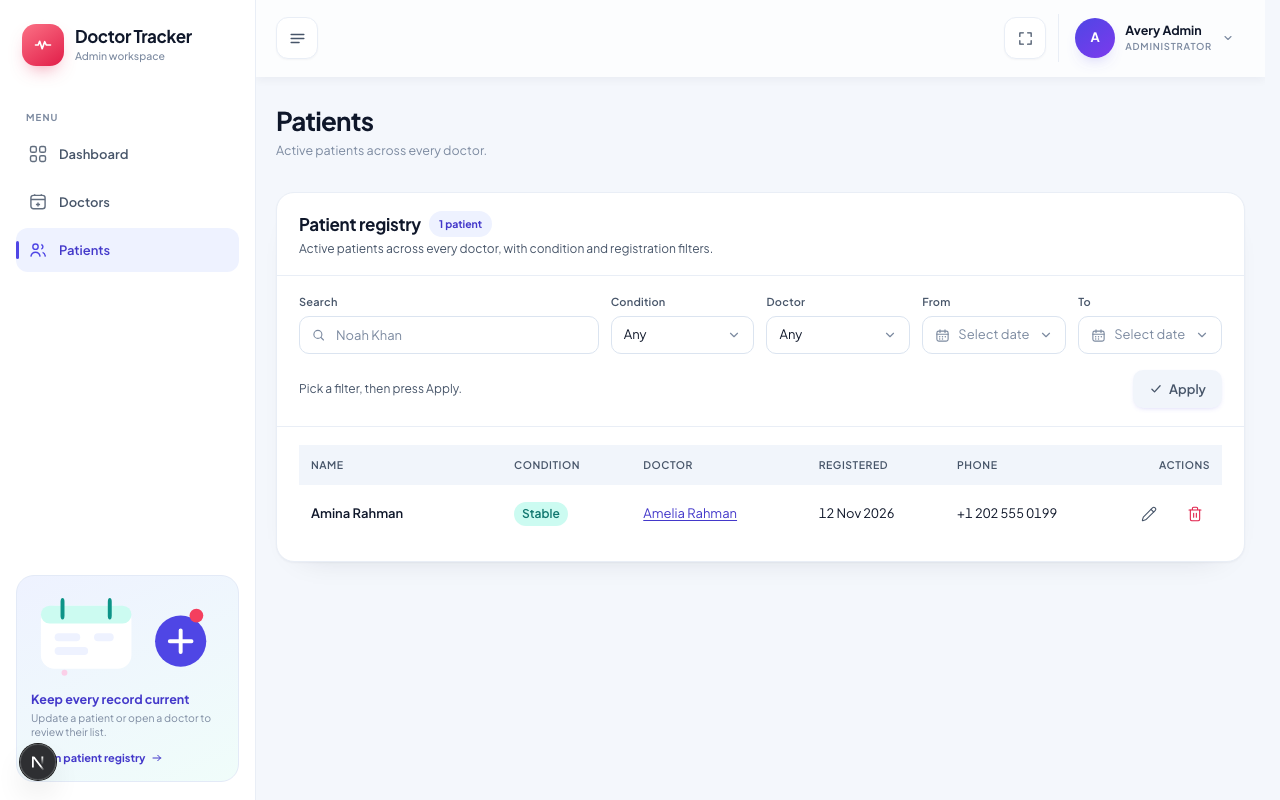 Doctor Tracker
Admin workspace
MENU
Dashboard
Doctors
Patients
Keep every record current
Update a patient or open a doctor to
review their list.
patient registry
N
A
Avery Admin
ADMINISTRATOR
Patients
Active patients across every doctor.
Patient registry
1 patient
Active patients across every doctor, with condition and registration filters.
Search
Condition
Doctor
From
To
Noah Khan
Any
Any
Select date
Select date
Pick a filter, then press Apply.
Apply
NAME
CONDITION
DOCTOR
REGISTERED
PHONE
ACTIONS
Amina Rahman
Stable
Amelia Rahman
12 Nov 2026
+1 202 555 0199